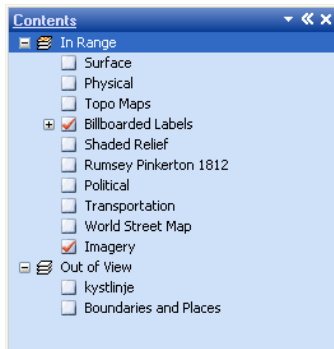 Contents
In Range
Surface
Physical
Topo Maps
Billboarded Labels
Shaded Relief
Rumsey Pinkerton 1812
Political
Transportation
World Street Map
Imagery
Out of View
kystlinje
Boundaries and Places